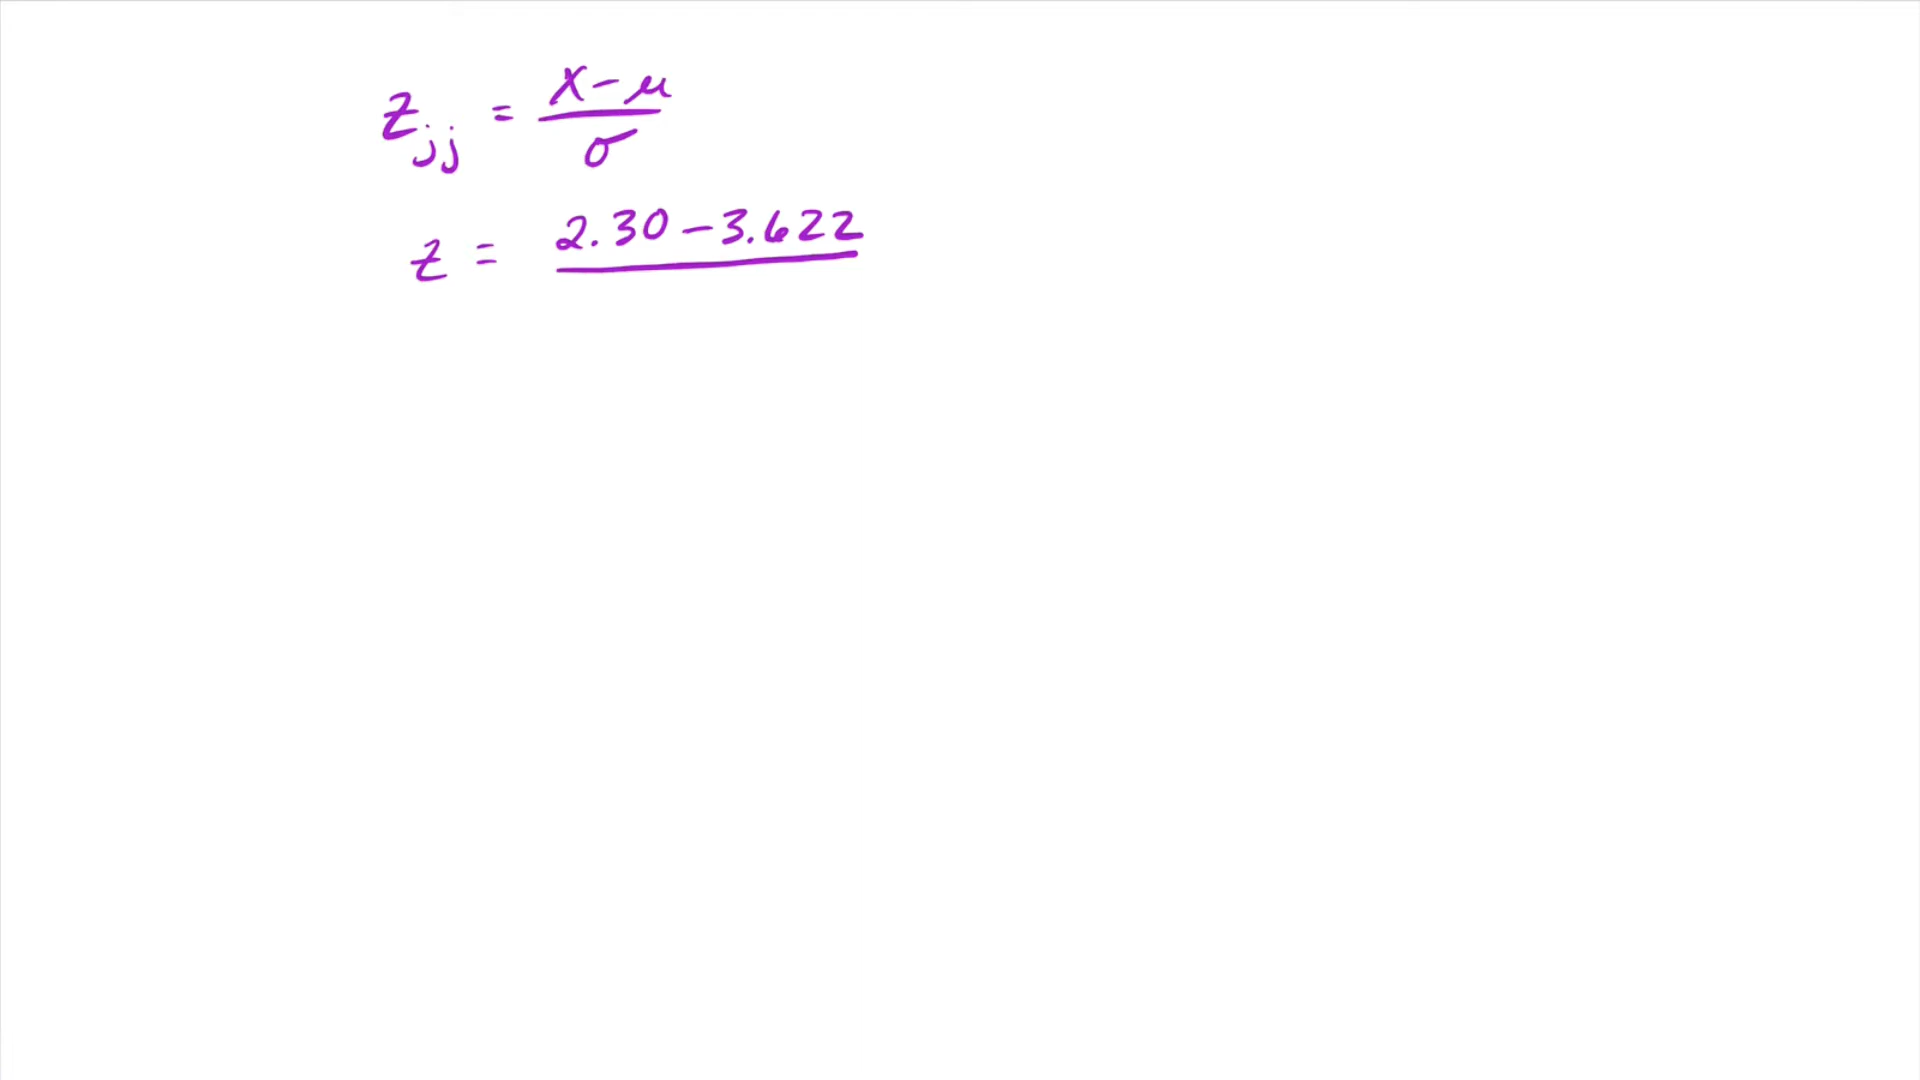 z_jj = (x - μ) / σ
z = 2.30 - 3.622